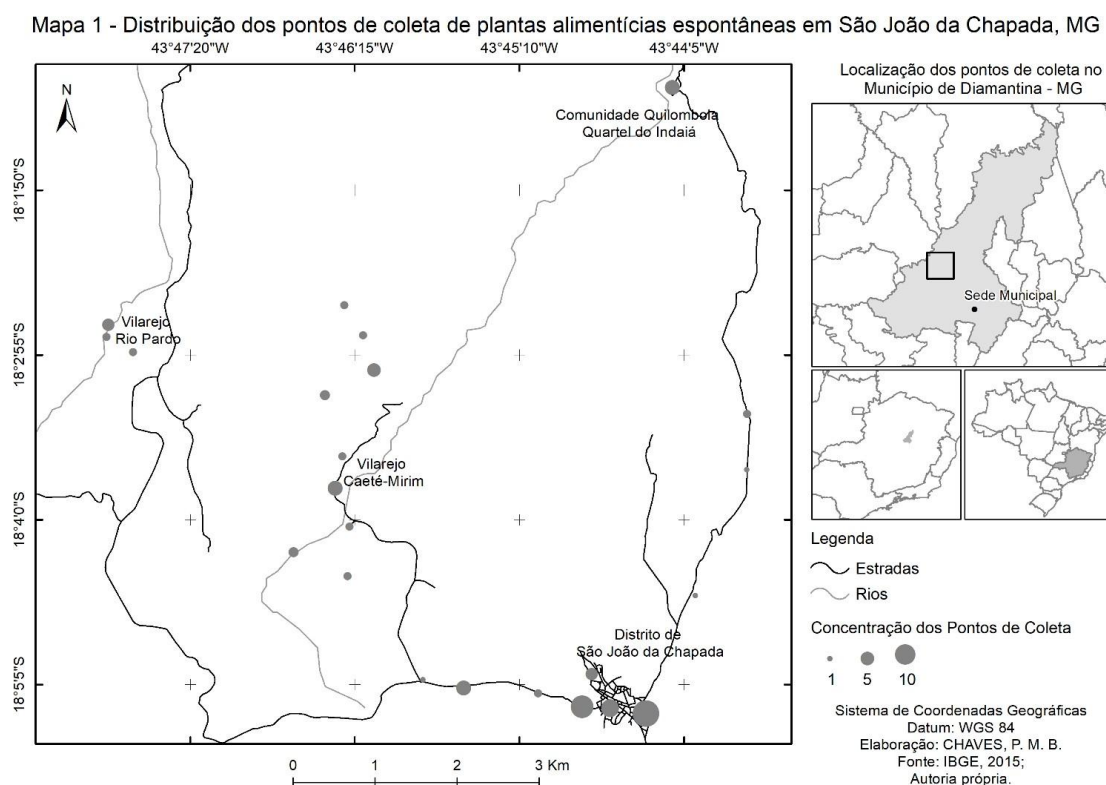 Mapa 1 - Distribuição dos pontos de coleta de plantas alimentícias espontâneas em São João da Chapada, MG
43°47'20"W
43°46'15"W
43°45'10"W
43°44'5"W
N
Comunidade Quilombola
Quartel do Indaiá
18°1'50"S
Vilarejo
Rio Pardo
18°2'55"S
Vilarejo
Caeté-Mirim
18°4'0"S
Distrito de
São João da Chapada
18°5'5"S
0 1 2 3 Km
Localização dos pontos de coleta no
Município de Diamantina - MG
Sede Municipal
Legenda
Estradas
Rios
Concentração dos Pontos de Coleta
1 5 10
Sistema de Coordenadas Geográficas
Datum: WGS 84
Elaboração: CHAVES, P. M. B.
Fonte: IBGE, 2015;
Autoria própria.